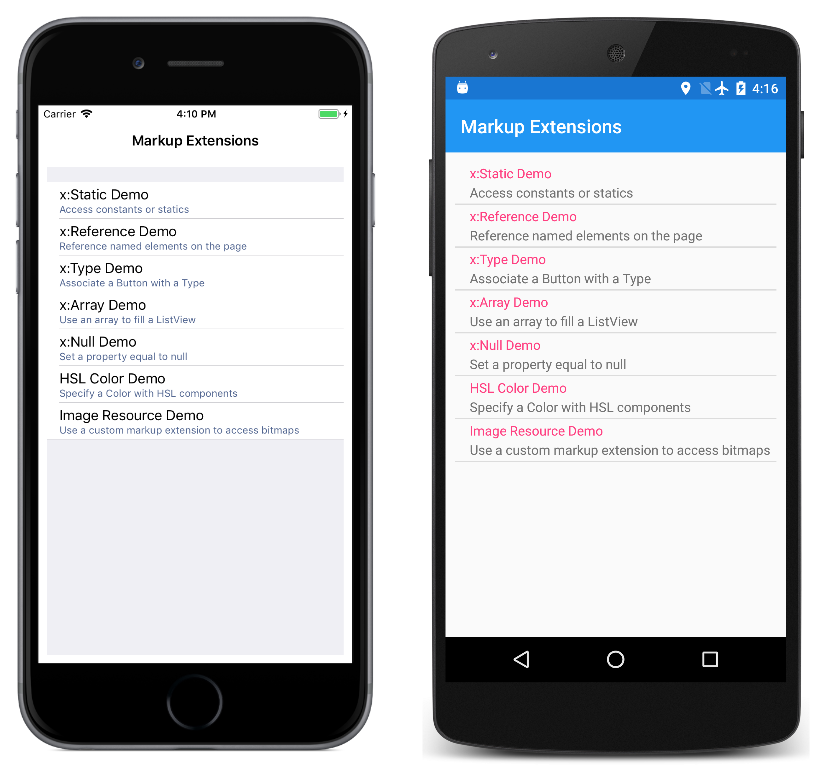 Carrier
4:10 PM
Markup Extensions
x:Static Demo
Access constants or statics
x:Reference Demo
Reference named elements on the page
x:Type Demo
Associate a Button with a Type
x:Array Demo
Use an array to fill a ListView
x:Null Demo
Set a property equal to null
HSL Color Demo
Specify a Color with HSL components
Image Resource Demo
Use a custom markup extension to access bitmaps
4:16
Markup Extensions
x:Static Demo
Access constants or statics
x:Reference Demo
Reference named elements on the page
x:Type Demo
Associate a Button with a Type
x:Array Demo
Use an array to fill a ListView
x:Null Demo
Set a property equal to null
HSL Color Demo
Specify a Color with HSL components
Image Resource Demo
Use a custom markup extension to access bitmaps